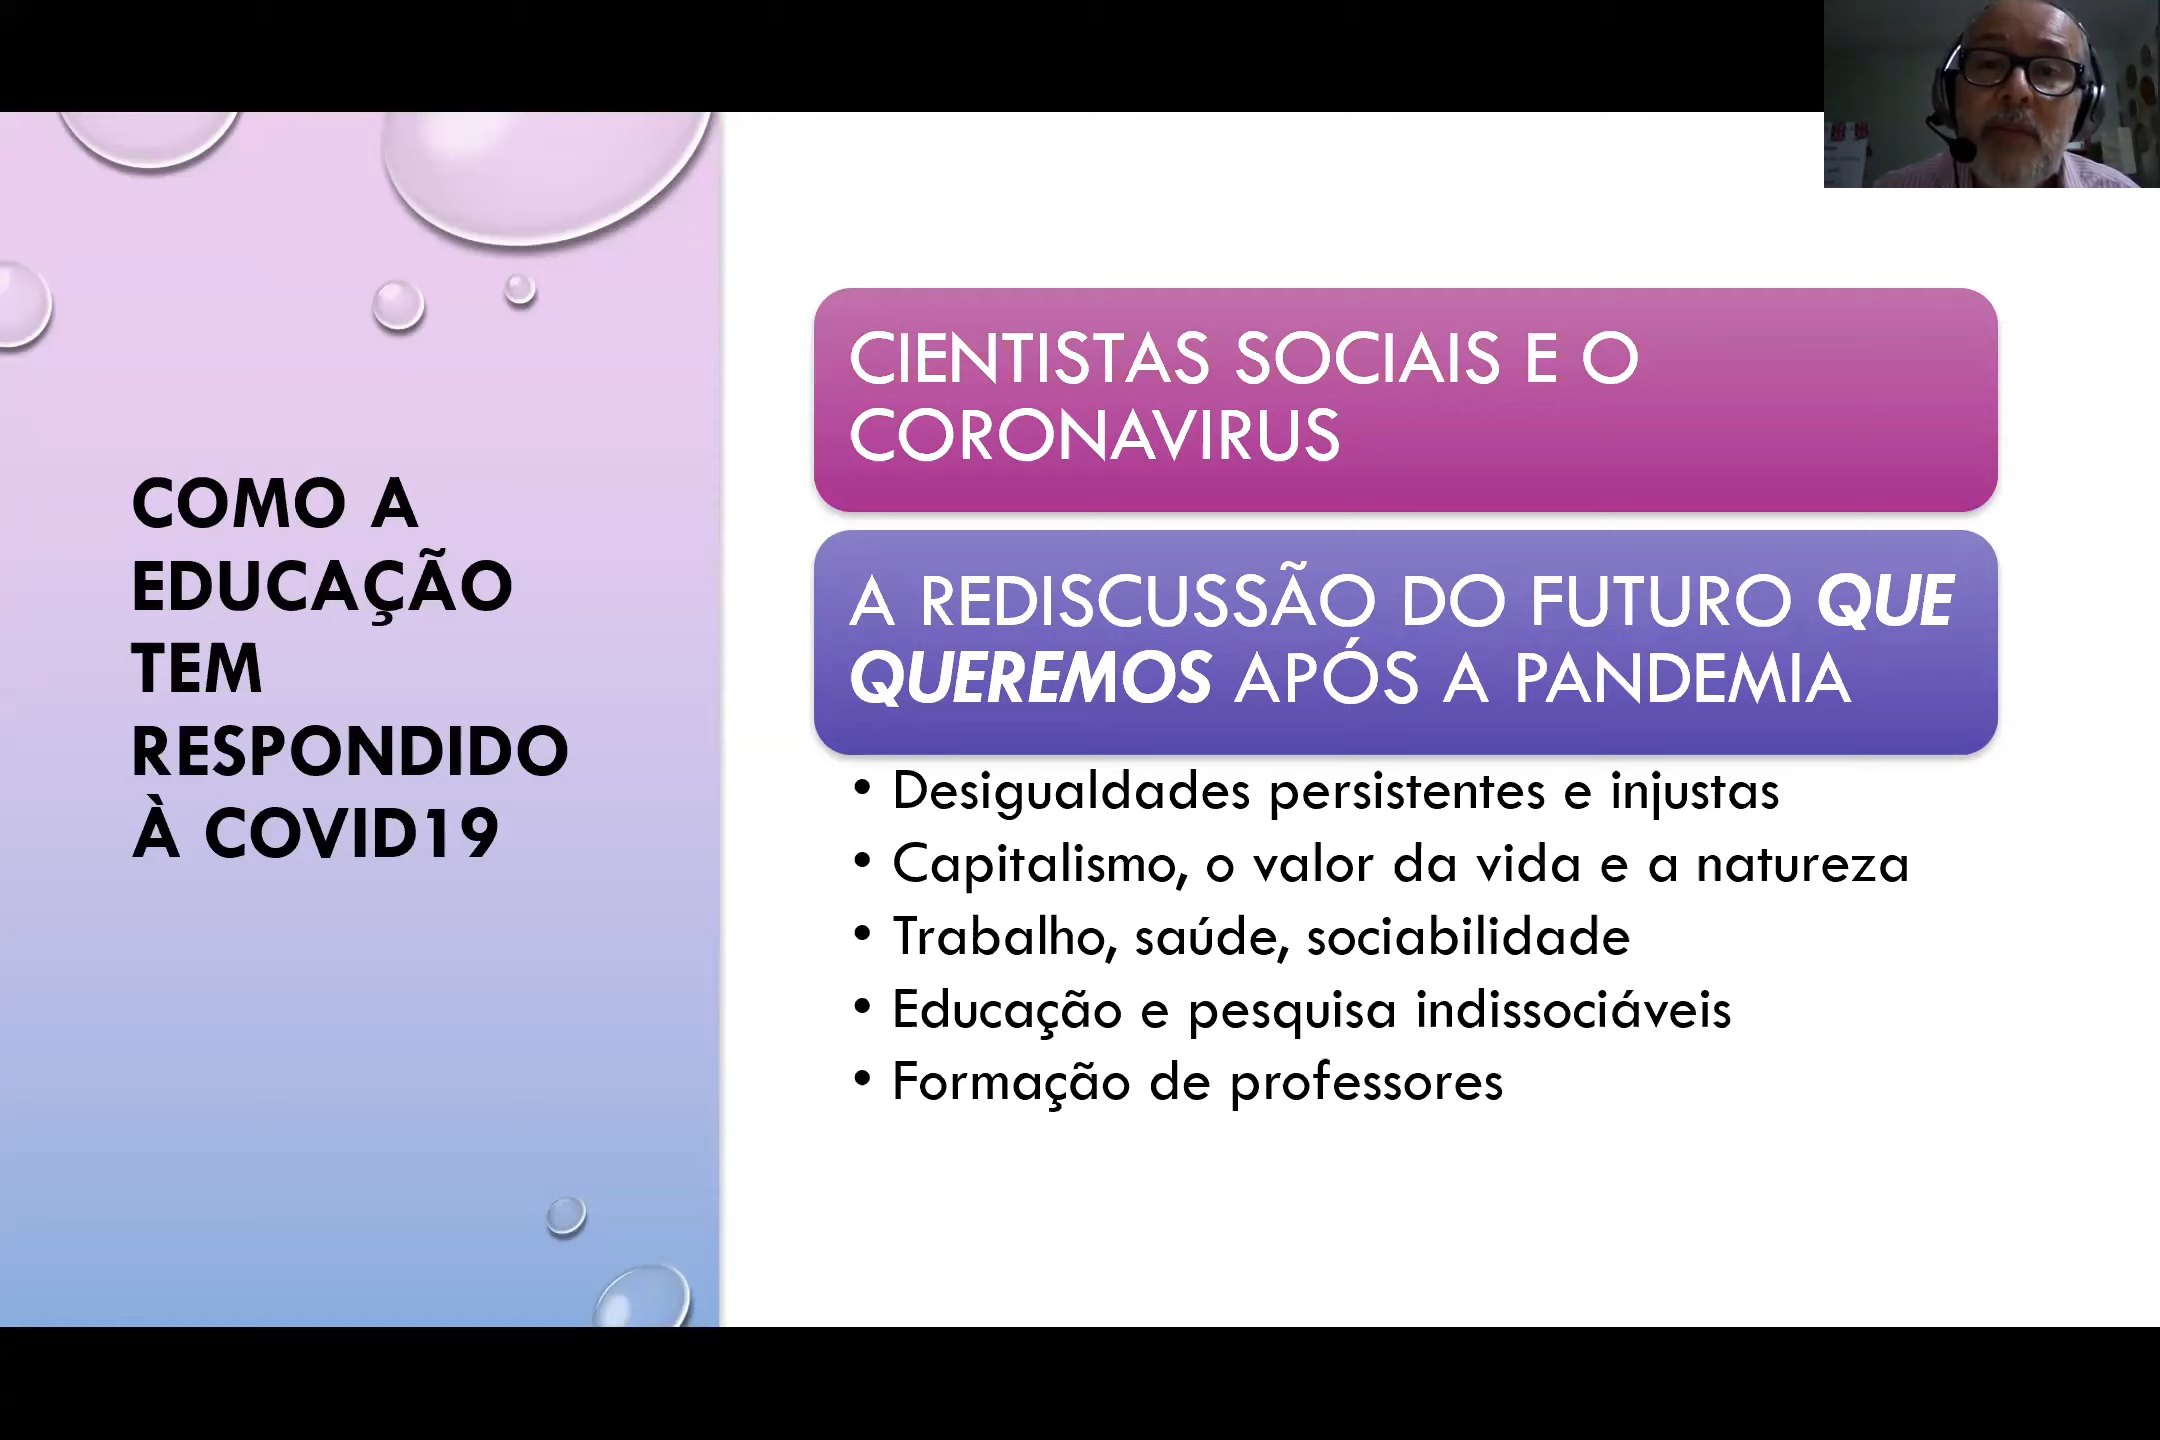 COMO A
EDUCAÇÃO
TEM
RESPONDIDO
À COVID19
CIENTISTAS SOCIAIS E O
CORONAVIRUS
A REDISCUSSÃO DO FUTURO QUE
QUEREMOS APÓS A PANDEMIA
• Desigualdades persistentes e injustas
• Capitalismo, o valor da vida e a natureza
• Trabalho, saúde, sociabilidade
• Educação e pesquisa indissociáveis
• Formação de professores